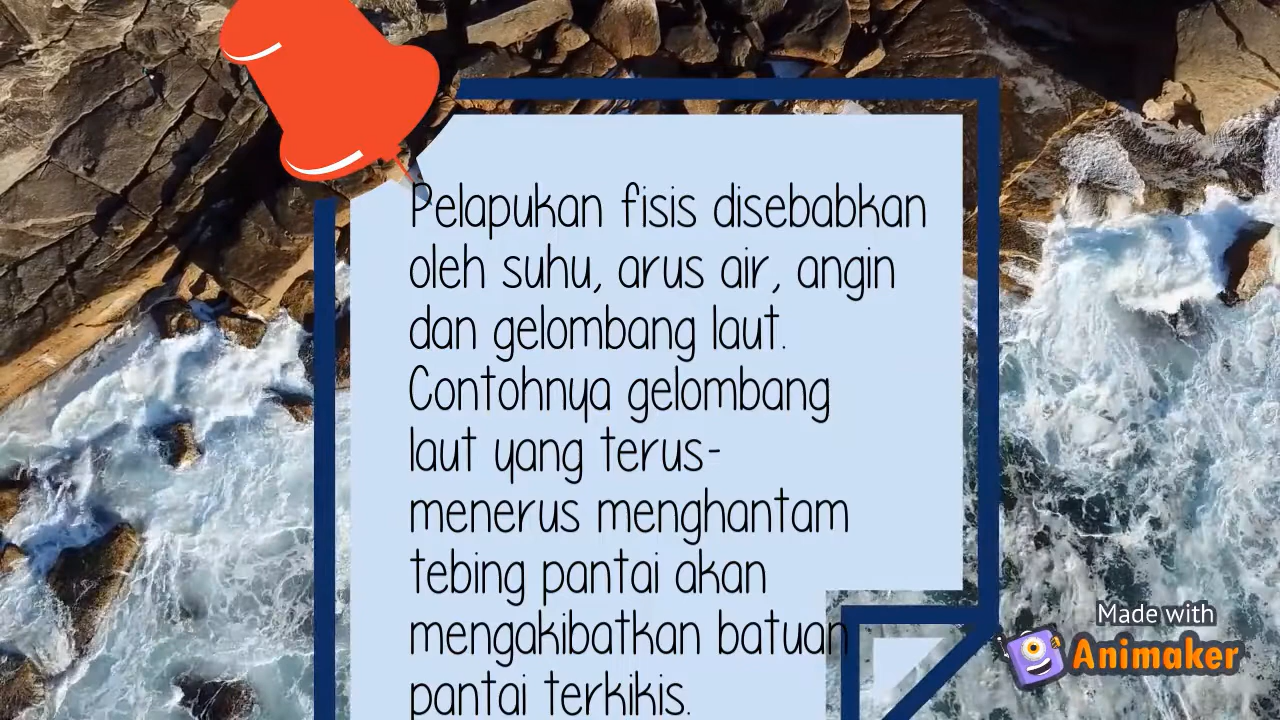 Pelapukan fisis disebabkan
oleh suhu, arus air, angin
dan gelombang laut.
Contohnya gelombang
laut yang terus-
menerus menghantam
tebing pantai akan
mengakibatkan batuan
pantai terkikis.
Made with
Animaker